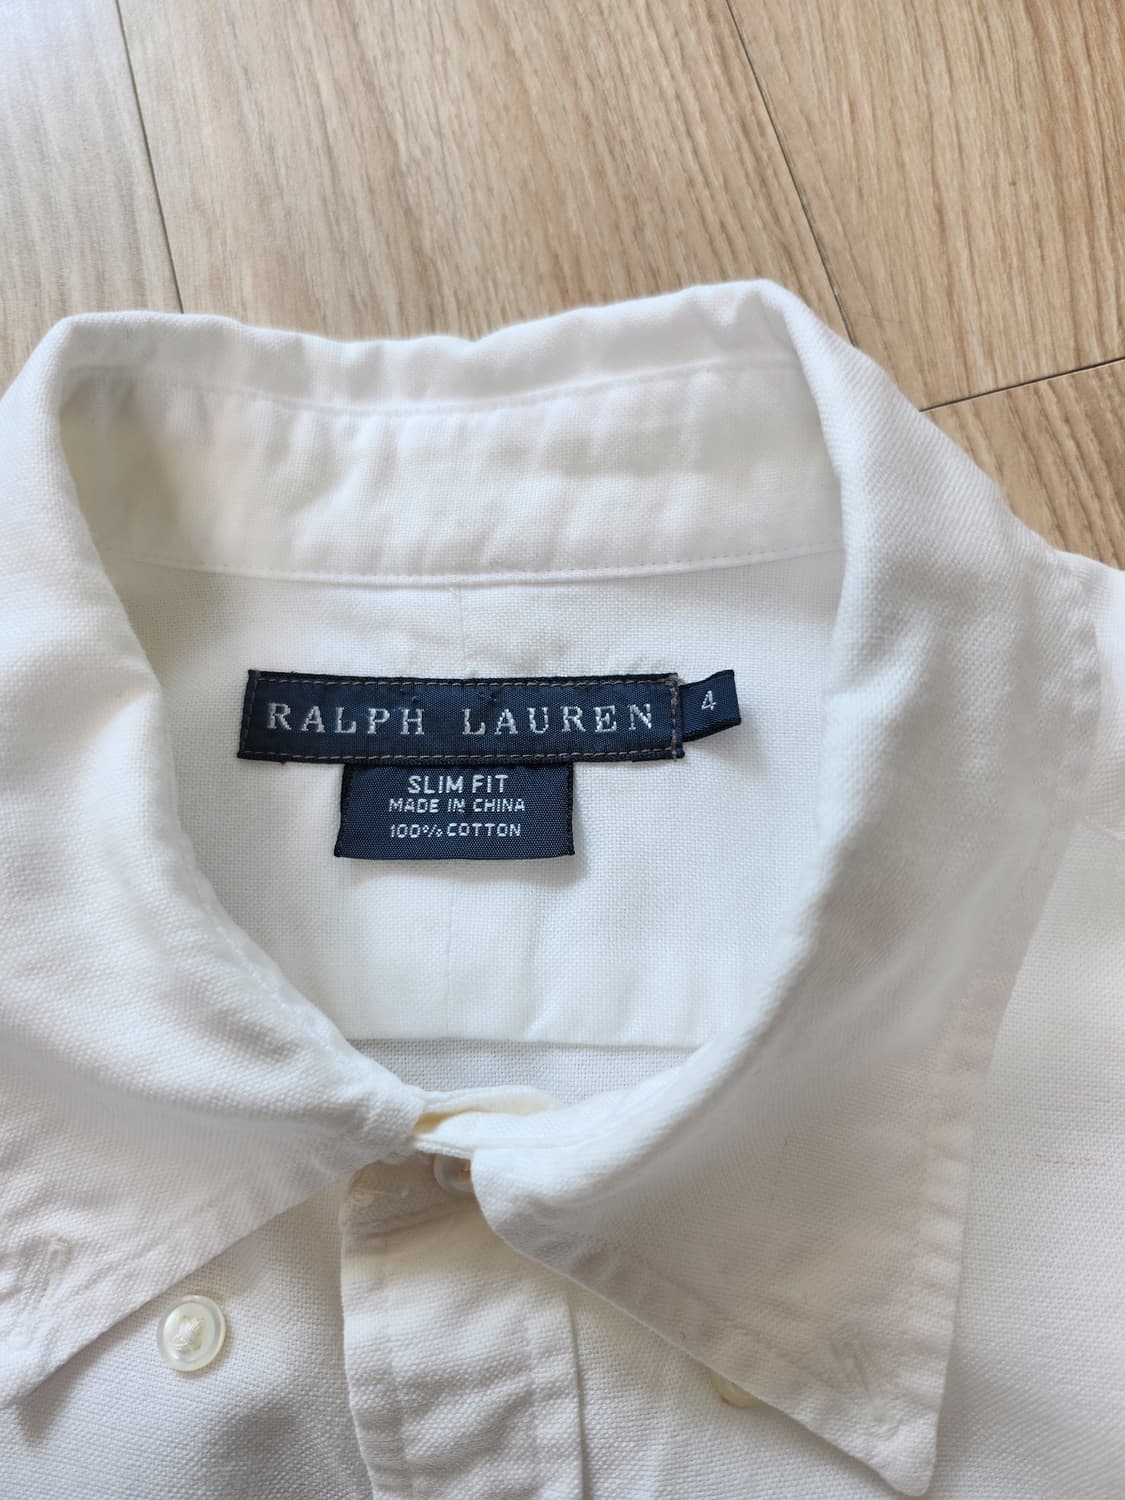 RALPH LAUREN 4
SLIM FIT
MADE IN CHINA
100% COTTON